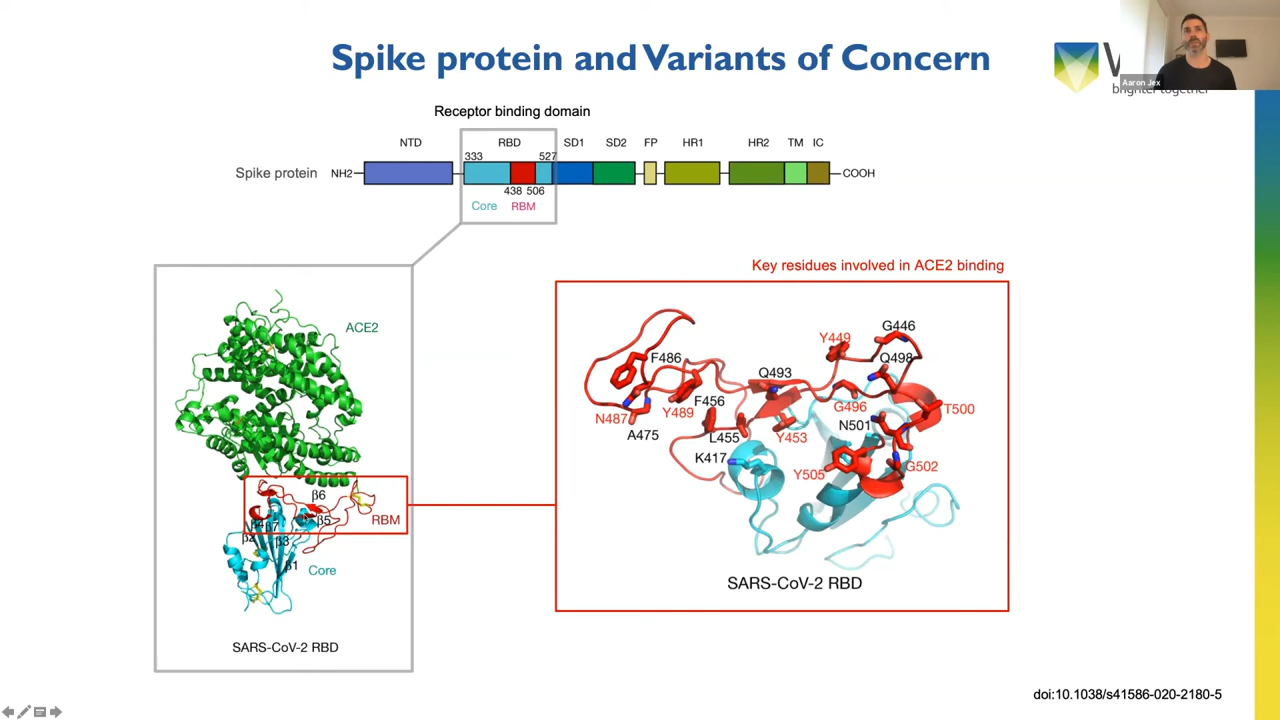 Spike protein and Variants of Concern
Aaron Jex
brighter together
Receptor binding domain
NTD RBD SD1 SD2 FP HR1 HR2 TM IC
333 527
Spike protein NH2 COOH
438 506
Core RBM
Key residues involved in ACE2 binding
ACE2
β6
β5
RBM
β4
β7
β2
β3
β1
Core
SARS-CoV-2 RBD
G446
Y449
F486
Q498
Q493
F456
Y489
G496
N487
T500
N501
A475
L455
Y453
K417
G502
Y505
SARS-CoV-2 RBD
doi:10.1038/s41586-020-2180-5